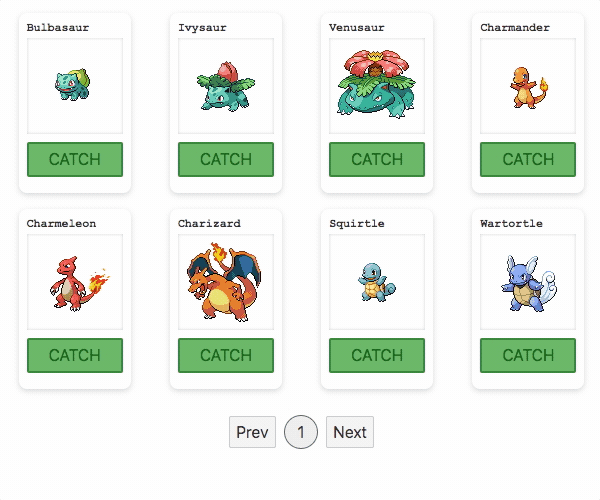 Bulbasaur
Ivysaur
Venusaur
Charmander
CATCH
CATCH
CATCH
CATCH
Charmeleon
Charizard
Squirtle
Wartortle
CATCH
CATCH
CATCH
CATCH
Prev
1
Next